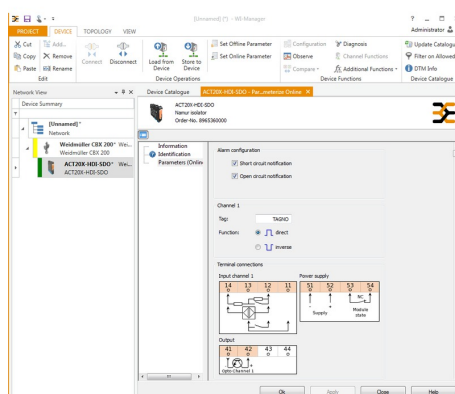 [Unnamed] (*) - WI-Manager
PROJECT DEVICE TOPOLOGY VIEW
Administrator
Cut Add...
Copy Remove
Paste Rename
Edit
Connect Disconnect
Load from Device
Store to Device
Set Offline Parameter
Set Online Parameter
Device Operations
Configuration Diagnosis
Observe Channel Functions
Compare Additional Functions
Device Functions
Update Catalogue
Filter on Allowed
DTM Info
Device Catalogue
Network View
Device Summary
[Unnamed]*
Network
Weidmüller CBX 200* Wei...
Weidmüller CBX 200
ACT20X-HDI-SDO* Wei...
ACT20X-HDI-SDO
Device Catalogue ACT20X-HDI-SDO - Par...meterize Online
ACT20X-HDI-SDO
Namur isolator
Order-No. 8965360000
Information
Identification
Parameters (Onlin
Alarm configuration
Short circuit notification
Open circuit notification
Channel 1
Tag: TAGNO
Function: direct
inverse
Terminal connections
Input channel 1 Power supply
14 13 12 11 51 52 53 54
- + NC
Supply Module state
Output
41 42 43 44
Opto Channel 1
Ok Apply Close Help